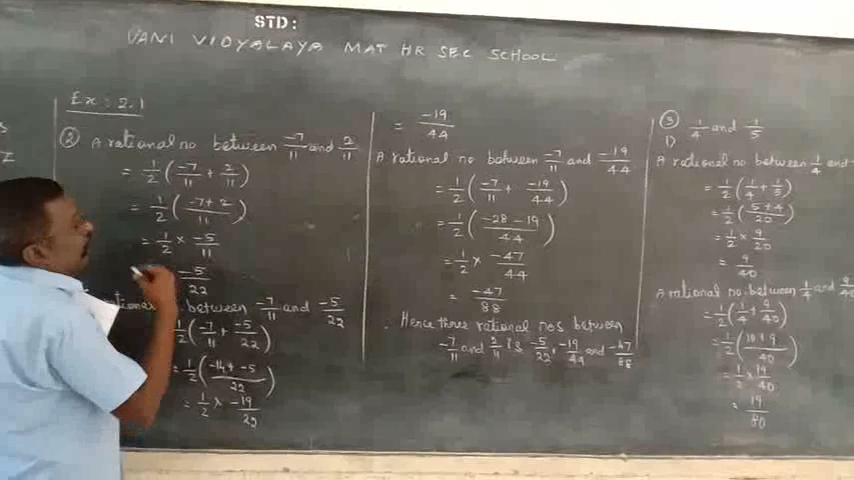 STD:
VANI VIDYALAYA MAT HR SEC SCHOOL
Ex: 2.1
② A rational no between -7/11 and 2/11
= 1/2 (-7/11 + 2/11)
= 1/2 (-7+2/11)
= 1/2 × -5/11
-5/22
between -7/11 and -5/22
1/2 (-7/11 + -5/22)
= 1/2 (-14 + -5/22)
= 1/2 × -19/22
= -19/44
A rational no between -7/11 and -19/44
= 1/2 (-7/11 + -19/44)
= 1/2 (-28 - 19/44)
= 1/2 × -47/44
= -47/88
Hence three rational nos between
-7/11 and 2/11 is -5/22, -19/44 and -47/88
③ 1/4 and 1/5
1)
A rational no between 1/4 and
= 1/2 (1/4 + 1/5)
= 1/2 (5+4/20)
= 1/2 × 9/20
= 9/40
A rational no between 1/4 and 9/40
= 1/2 (1/4 + 9/40)
= 1/2 (10+9/40)
= 1/2 × 19/40
= 19/80